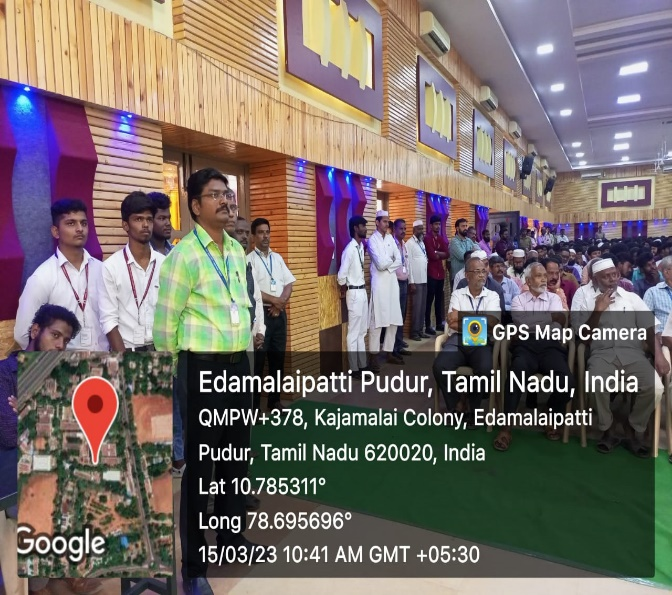 GPS Map Camera
Edamalaipatti Pudur, Tamil Nadu, India
QMPW+378, Kajamalai Colony, Edamalaipatti
Pudur, Tamil Nadu 620020, India
Lat 10.785311°
Long 78.695696°
15/03/23 10:41 AM GMT +05:30
Google